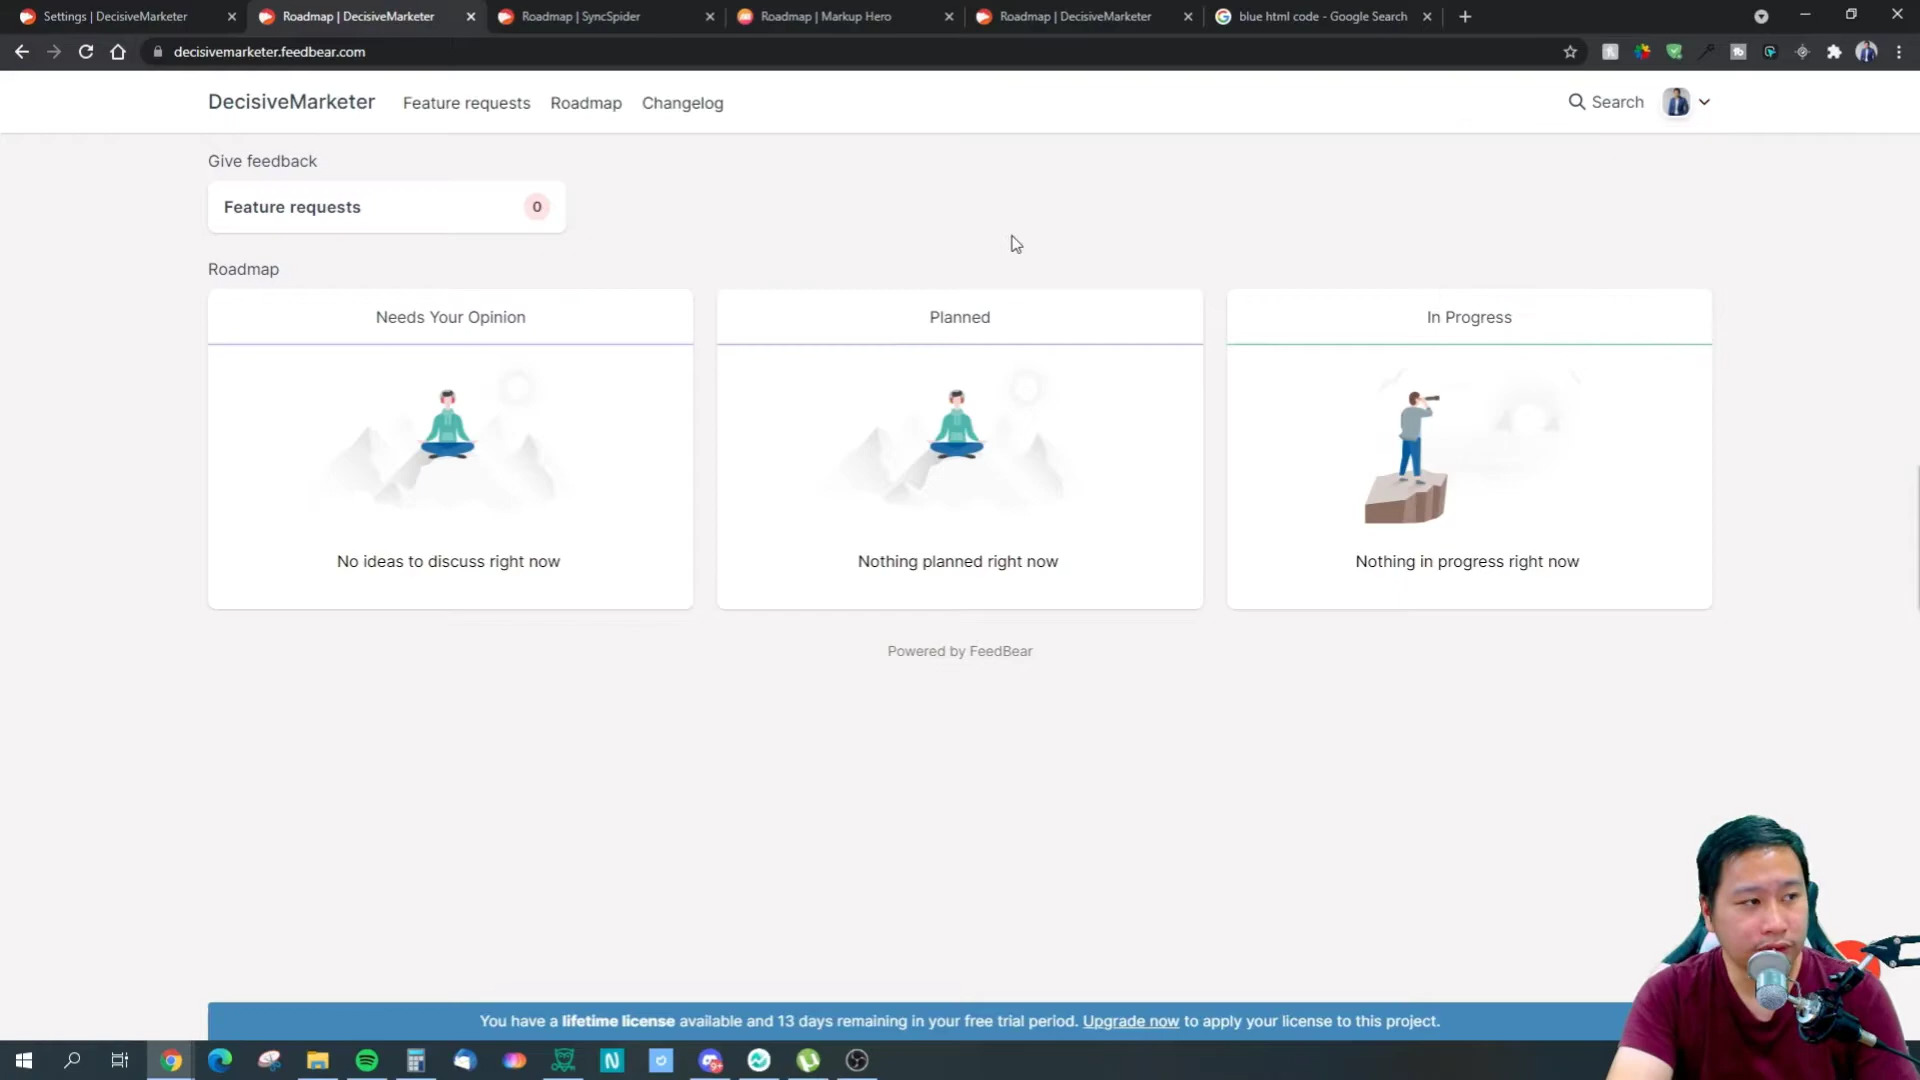 Settings | DecisiveMarketer
Roadmap | DecisiveMarketer
Roadmap | SyncSpider
Roadmap | Markup Hero
Roadmap | DecisiveMarketer
blue html code - Google Search
decisivemarketer.feedbear.com
DecisiveMarketer
Feature requests
Roadmap
Changelog
Search
Give feedback
Feature requests
0
Roadmap
Needs Your Opinion
Planned
In Progress
No ideas to discuss right now
Nothing planned right now
Nothing in progress right now
Powered by FeedBear
You have a lifetime license available and 13 days remaining in your free trial period. Upgrade now to apply your license to this project.